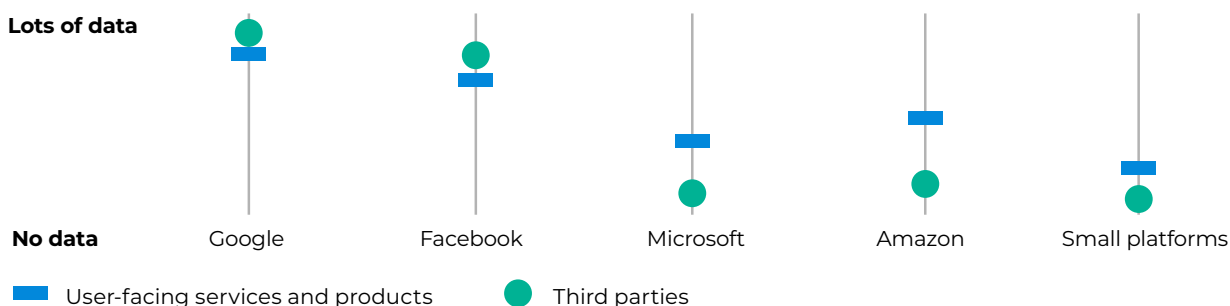 Lots of data
No data
Google
Facebook
Microsoft
Amazon
Small platforms
User-facing services and products
Third parties